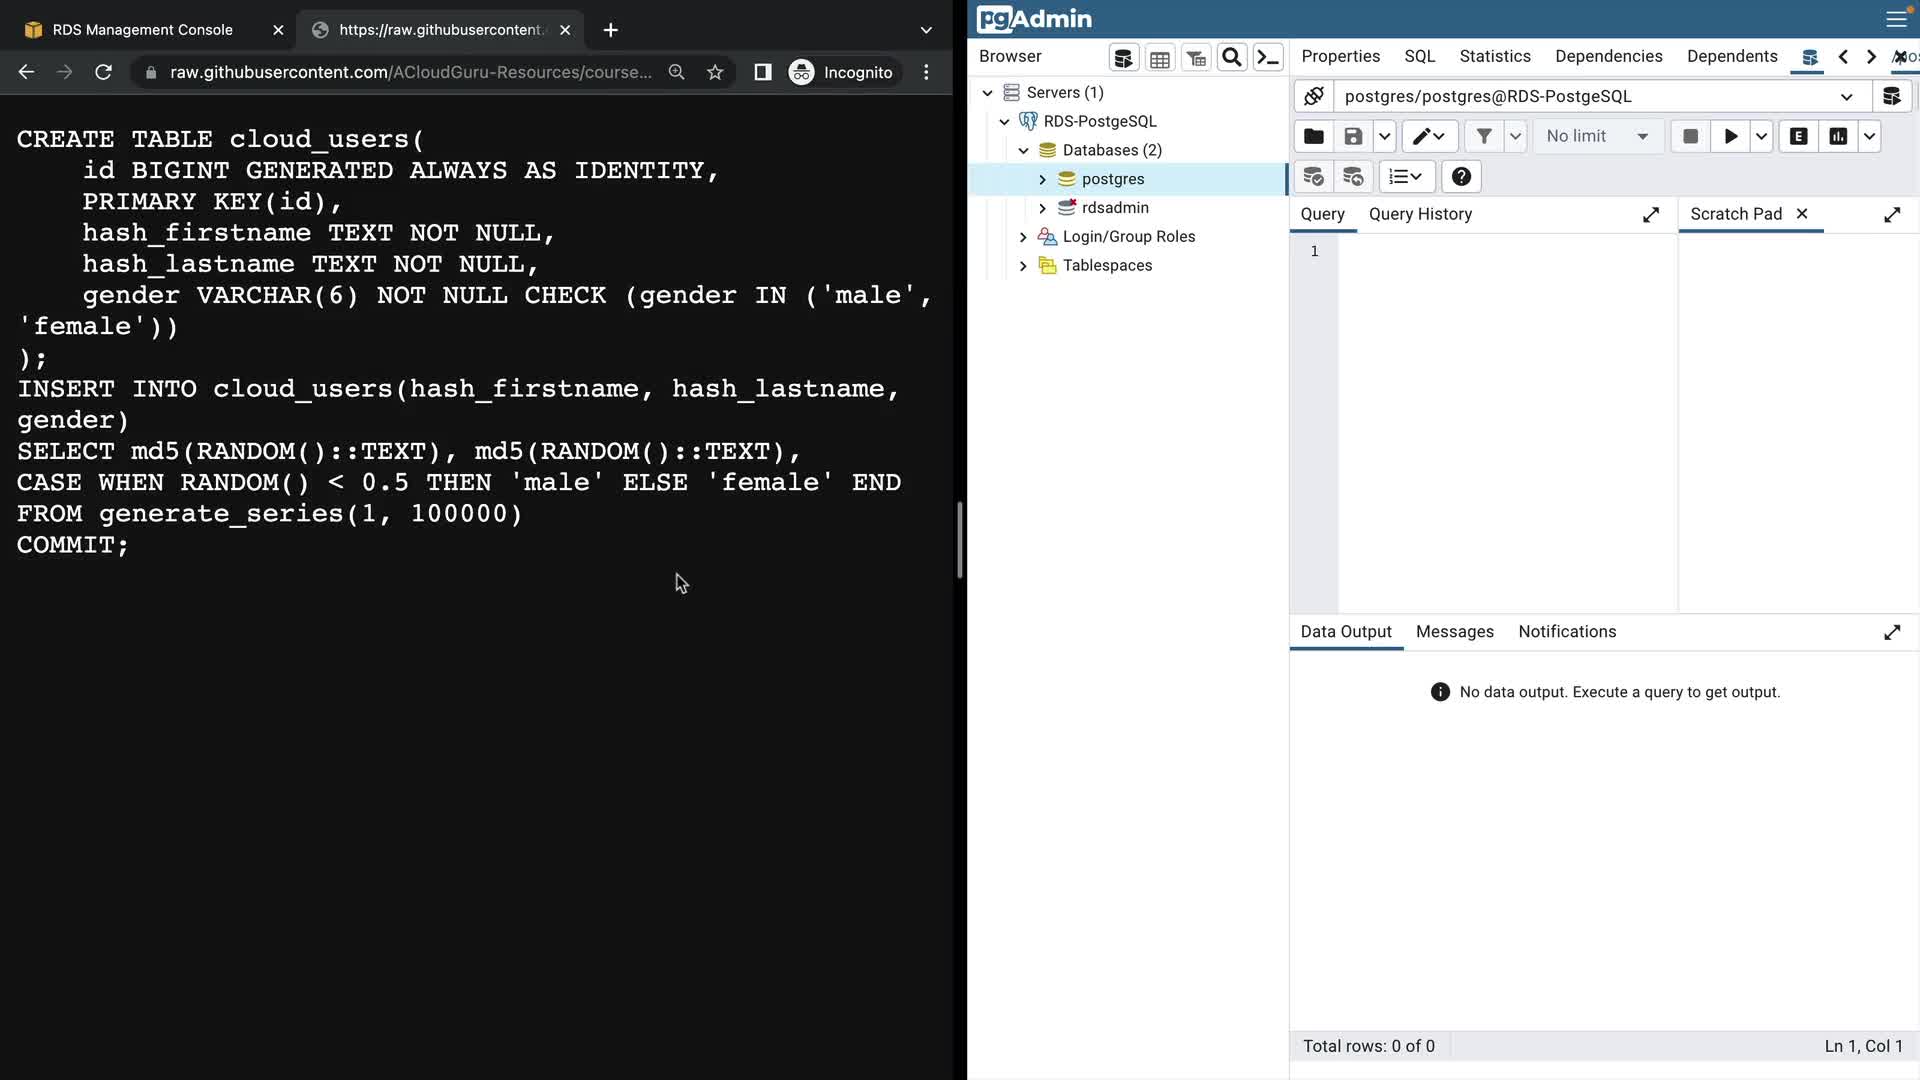 RDS Management Console
https://raw.githubusercontent.
raw.githubusercontent.com/ACloudGuru-Resources/course...
Incognito
CREATE TABLE cloud_users(
    id BIGINT GENERATED ALWAYS AS IDENTITY,
    PRIMARY KEY(id),
    hash_firstname TEXT NOT NULL,
    hash_lastname TEXT NOT NULL,
    gender VARCHAR(6) NOT NULL CHECK (gender IN ('male',
'female'))
);
INSERT INTO cloud_users(hash_firstname, hash_lastname,
gender)
SELECT md5(RANDOM()::TEXT), md5(RANDOM()::TEXT),
CASE WHEN RANDOM() < 0.5 THEN 'male' ELSE 'female' END
FROM generate_series(1, 100000)
COMMIT;
pgAdmin
Browser
Properties SQL Statistics Dependencies Dependents
Servers (1)
RDS-PostgeSQL
Databases (2)
postgres
rdsadmin
Login/Group Roles
Tablespaces
postgres/postgres@RDS-PostgeSQL
No limit
E
Query Query History
Scratch Pad
1
Data Output Messages Notifications
No data output. Execute a query to get output.
Total rows: 0 of 0
Ln 1, Col 1